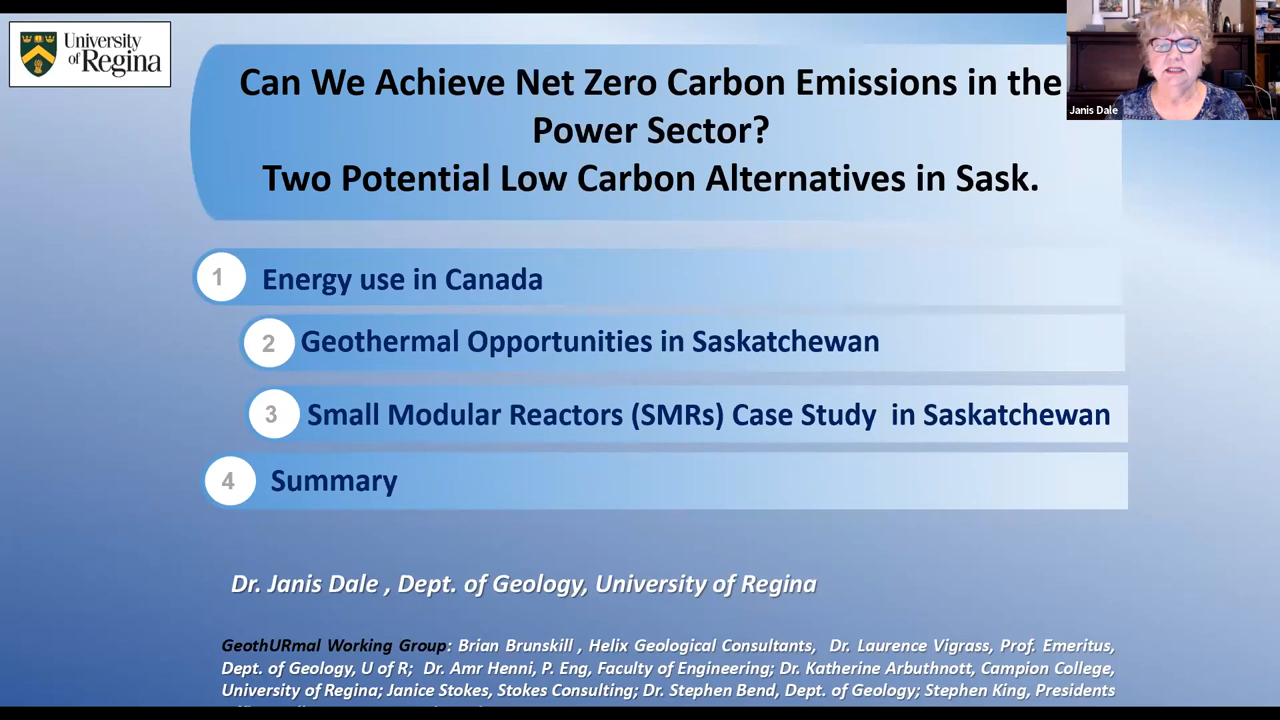 University
of Regina
Can We Achieve Net Zero Carbon Emissions in the
Power Sector?
Two Potential Low Carbon Alternatives in Sask.
Janis Dale
1 Energy use in Canada
2 Geothermal Opportunities in Saskatchewan
3 Small Modular Reactors (SMRs) Case Study  in Saskatchewan
4 Summary
Dr. Janis Dale , Dept. of Geology, University of Regina
GeothURmal Working Group: Brian Brunskill , Helix Geological Consultants,  Dr. Laurence Vigrass, Prof. Emeritus,
Dept. of Geology, U of R;  Dr. Amr Henni, P. Eng, Faculty of Engineering; Dr. Katherine Arbuthnott, Campion College,
University of Regina; Janice Stokes, Stokes Consulting; Dr. Stephen Bend, Dept. of Geology; Stephen King, Presidents